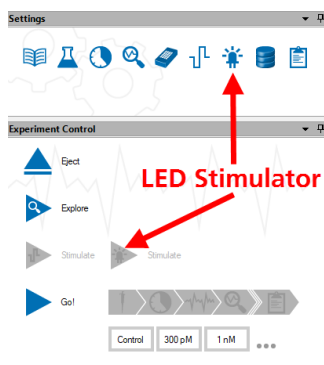 Settings
Experiment Control
Eject
LED Stimulator
Explore
Stimulate Stimulate
Go!
Control 300 pM 1 nM